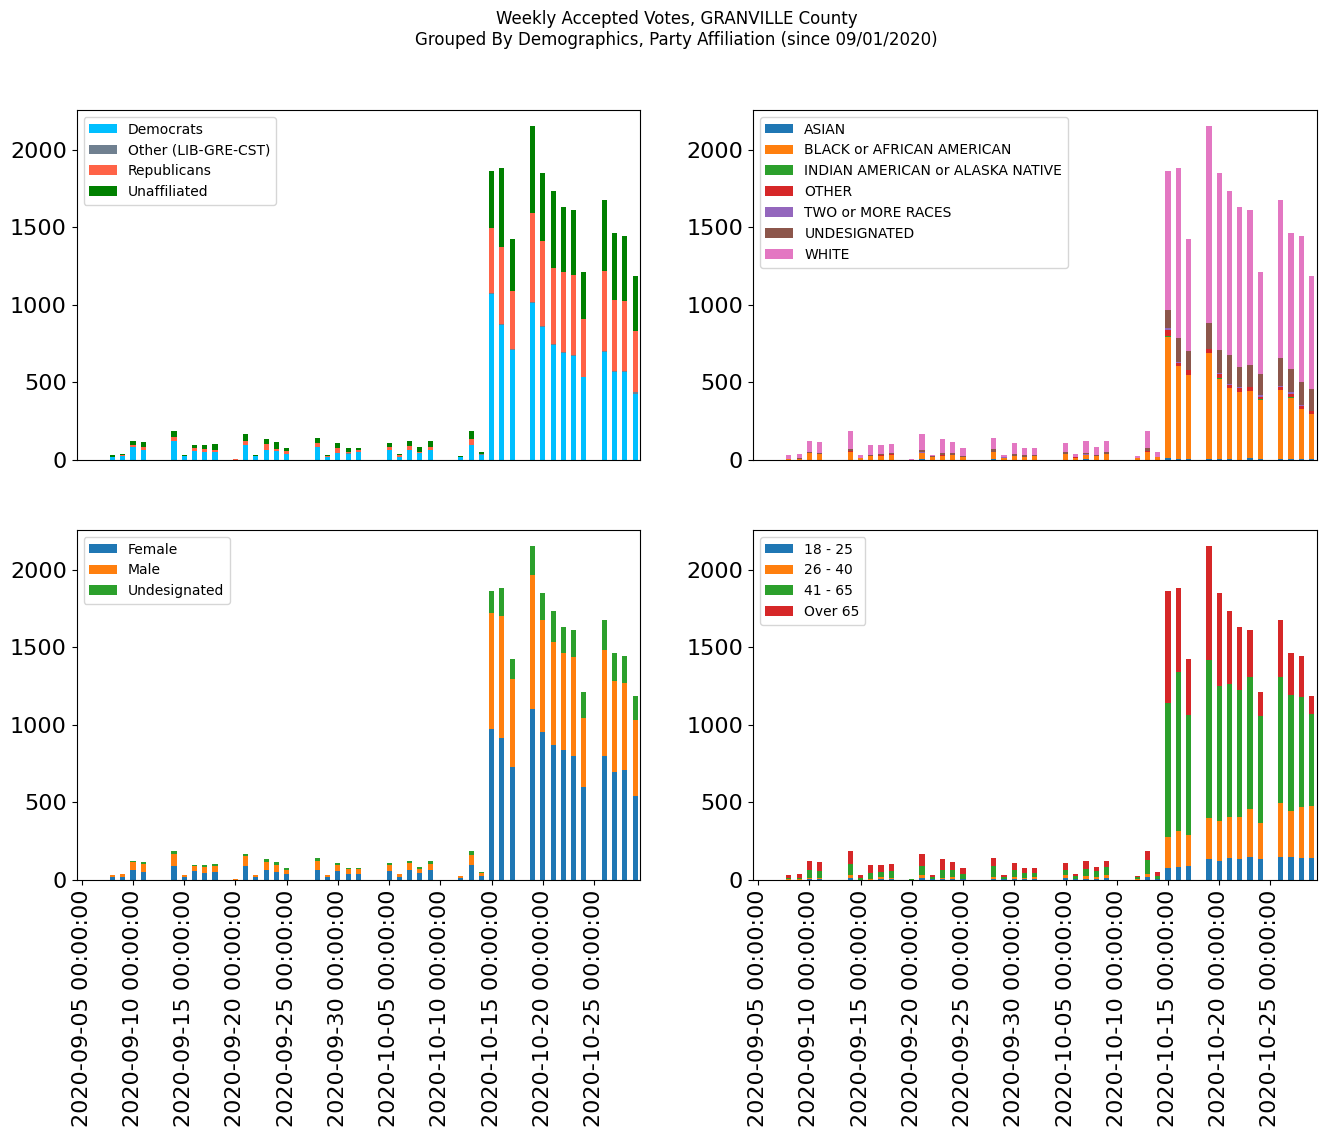 Weekly Accepted Votes, GRANVILLE County
Grouped By Demographics, Party Affiliation (since 09/01/2020)
2000
1500
1000
500
0
Democrats
Other (LIB-GRE-CST)
Republicans
Unaffiliated
2000
1500
1000
500
0
ASIAN
BLACK or AFRICAN AMERICAN
INDIAN AMERICAN or ALASKA NATIVE
OTHER
TWO or MORE RACES
UNDESIGNATED
WHITE
2000
1500
1000
500
0
Female
Male
Undesignated
2020-09-05 00:00:00
2020-09-10 00:00:00
2020-09-15 00:00:00
2020-09-20 00:00:00
2020-09-25 00:00:00
2020-09-30 00:00:00
2020-10-05 00:00:00
2020-10-10 00:00:00
2020-10-15 00:00:00
2020-10-20 00:00:00
2020-10-25 00:00:00
2000
1500
1000
500
0
18 - 25
26 - 40
41 - 65
Over 65
2020-09-05 00:00:00
2020-09-10 00:00:00
2020-09-15 00:00:00
2020-09-20 00:00:00
2020-09-25 00:00:00
2020-09-30 00:00:00
2020-10-05 00:00:00
2020-10-10 00:00:00
2020-10-15 00:00:00
2020-10-20 00:00:00
2020-10-25 00:00:00